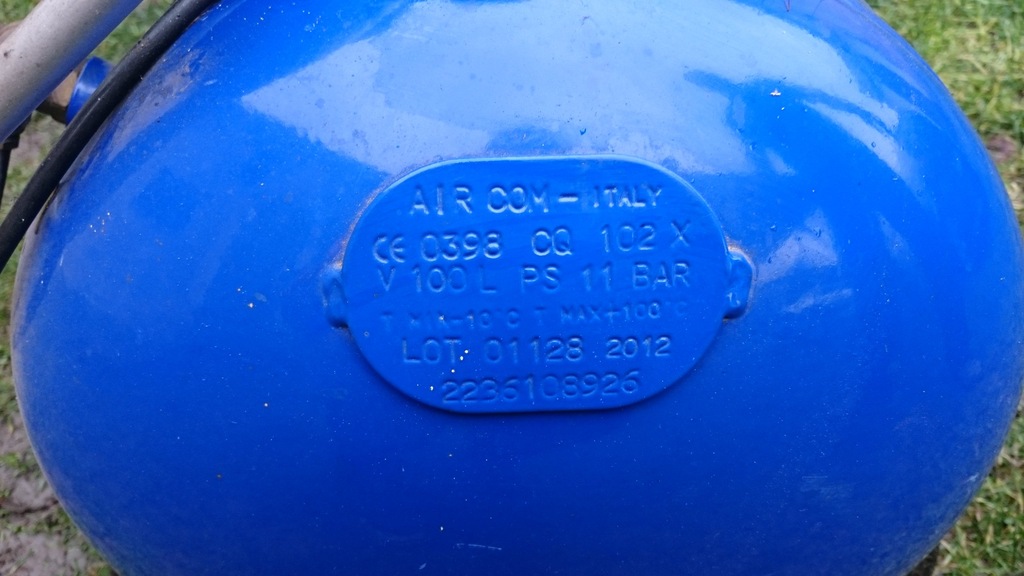 AIR COM - ITALY
CE 0398 CQ 102 X
V 100 L PS 11 BAR
T MIN-10°C T MAX+100°C
LOT. 01128 2012
2236108926